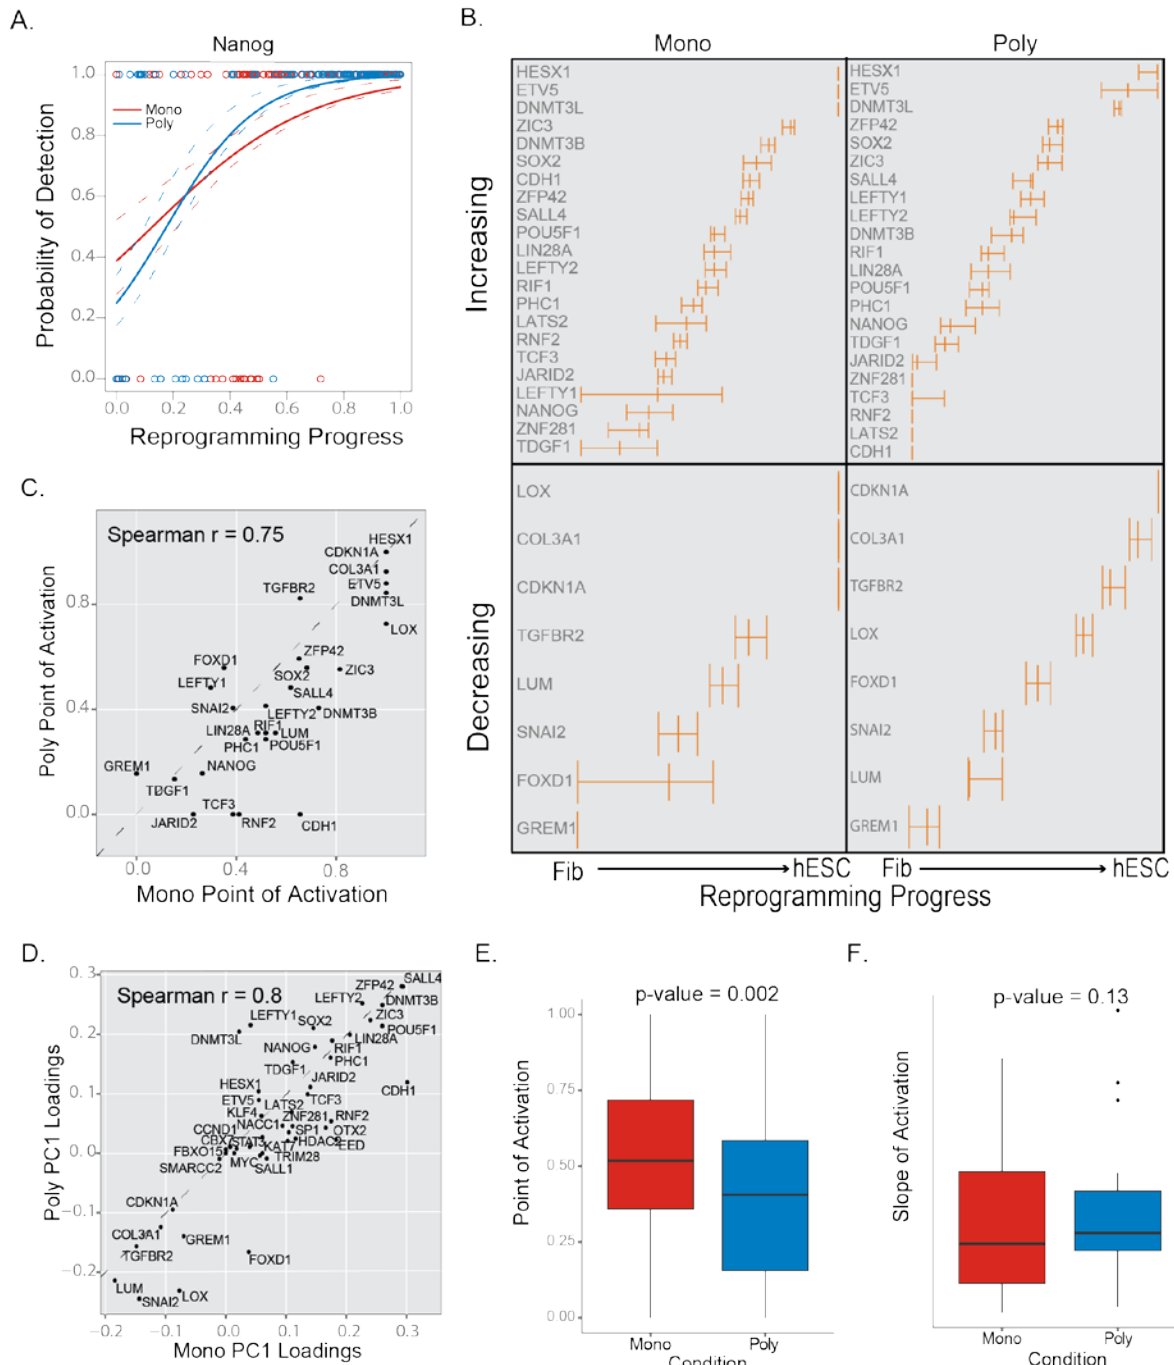 A.
Nanog
1.0
0.8
0.6
0.4
0.2
0.0
Mono
Poly
Probability of Detection
0.0 0.2 0.4 0.6 0.8 1.0
Reprogramming Progress
B.
Mono
Poly
Increasing
HESX1
ETV5
DNMT3L
ZIC3
DNMT3B
SOX2
CDH1
ZFP42
SALL4
POU5F1
LIN28A
LEFTY2
RIF1
PHC1
LATS2
RNF2
TCF3
JARID2
LEFTY1
NANOG
ZNF281
TDGF1
HESX1
ETV5
DNMT3L
ZFP42
SOX2
ZIC3
SALL4
LEFTY1
LEFTY2
DNMT3B
RIF1
LIN28A
POU5F1
PHC1
NANOG
TDGF1
JARID2
ZNF281
TCF3
RNF2
LATS2
CDH1
Decreasing
LOX
COL3A1
CDKN1A
TGFBR2
LUM
SNAI2
FOXD1
GREM1
CDKN1A
COL3A1
TGFBR2
LOX
FOXD1
SNAI2
LUM
GREM1
Fib hESC Fib hESC
Reprogramming Progress
C.
Spearman r = 0.75
HESX1
CDKN1A
COL3A1
TGFBR2
ETV5
DNMT3L
LOX
ZFP42
FOXD1
ZIC3
SOX2
LEFTY1
SALL4
SNAI2
LEFTY2
DNMT3B
LIN28A
RIF1
LUM
PHC1
POU5F1
GREM1
NANOG
TDGF1
TCF3
JARID2
RNF2
CDH1
0.8
0.4
0.0
Poly Point of Activation
0.0 0.4 0.8
Mono Point of Activation
D.
Spearman r = 0.8
SALL4
ZFP42
LEFTY2
DNMT3B
LEFTY1
SOX2
ZIC3
POU5F1
DNMT3L
LIN28A
NANOG
RIF1
PHC1
TDGF1
JARID2
HESX1
CDH1
ETV5
TCF3
LATS2
KLF4
ZNF281
RNF2
NACC1
SP1
OTX2
CCND1
CBX7
STAT3
KAT7
HDAC2
EED
FBXO15
TRIM28
MYC
SMARCC2
SALL1
CDKN1A
COL3A1
GREM1
TGFBR2
FOXD1
LUM
SNAI2
LOX
0.3
0.2
0.1
0.0
−0.1
−0.2
Poly PC1 Loadings
−0.2 −0.1 0.0 0.1 0.2 0.3
Mono PC1 Loadings
E.
p-value = 0.002
1.00
0.75
0.50
0.25
0.00
Point of Activation
Mono Poly
Condition
F.
p-value = 0.13
Slope of Activation
Mono Poly
Condition